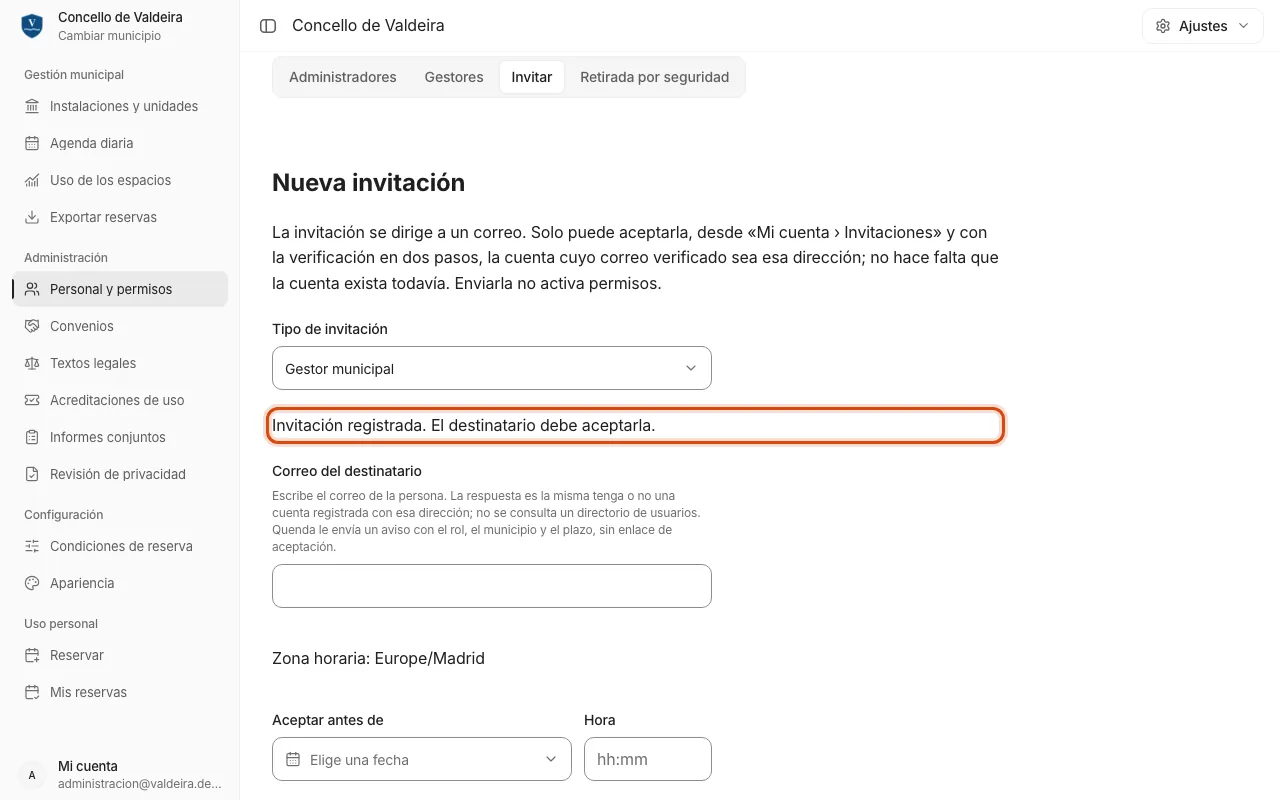 Concello de Valdeira
Cambiar municipio
Gestión municipal
Instalaciones y unidades
Agenda diaria
Uso de los espacios
Exportar reservas
Administración
Personal y permisos
Convenios
Textos legales
Acreditaciones de uso
Informes conjuntos
Revisión de privacidad
Configuración
Condiciones de reserva
Apariencia
Uso personal
Reservar
Mis reservas
A
Mi cuenta
administracion@valdeira.de...
Concello de Valdeira
Ajustes
Administradores
Gestores
Invitar
Retirada por seguridad
Nueva invitación
La invitación se dirige a un correo. Solo puede aceptarla, desde «Mi cuenta › Invitaciones» y con
la verificación en dos pasos, la cuenta cuyo correo verificado sea esa dirección; no hace falta que
la cuenta exista todavía. Enviarla no activa permisos.
Tipo de invitación
Gestor municipal
Invitación registrada. El destinatario debe aceptarla.
Correo del destinatario
Escribe el correo de la persona. La respuesta es la misma tenga o no una
cuenta registrada con esa dirección; no se consulta un directorio de usuarios.
Quenda le envía un aviso con el rol, el municipio y el plazo, sin enlace de
aceptación.
Zona horaria: Europe/Madrid
Aceptar antes de
Hora
Elige una fecha
hh:mm